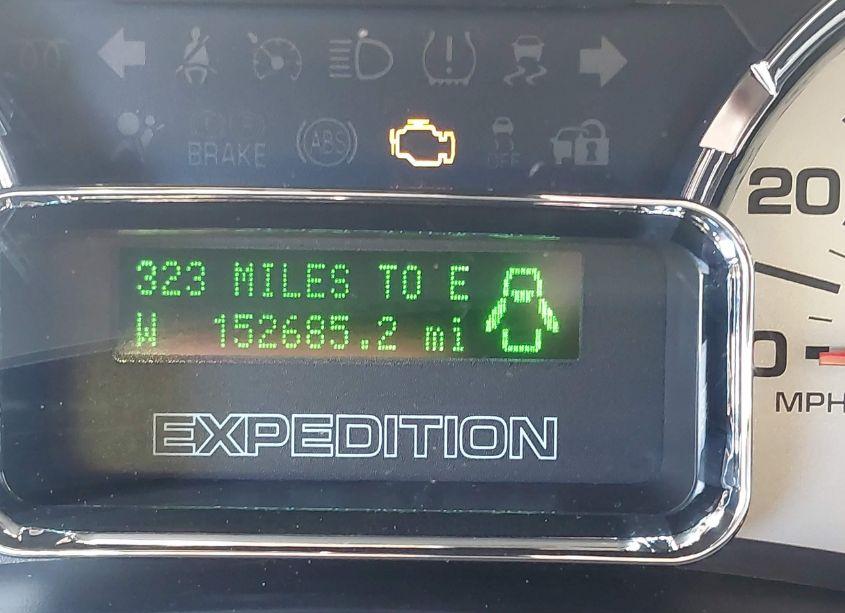 BRAKE
ABS
OFF
20
323 MILES TO E
W 152685.2 mi
0
MPH
EXPEDITION